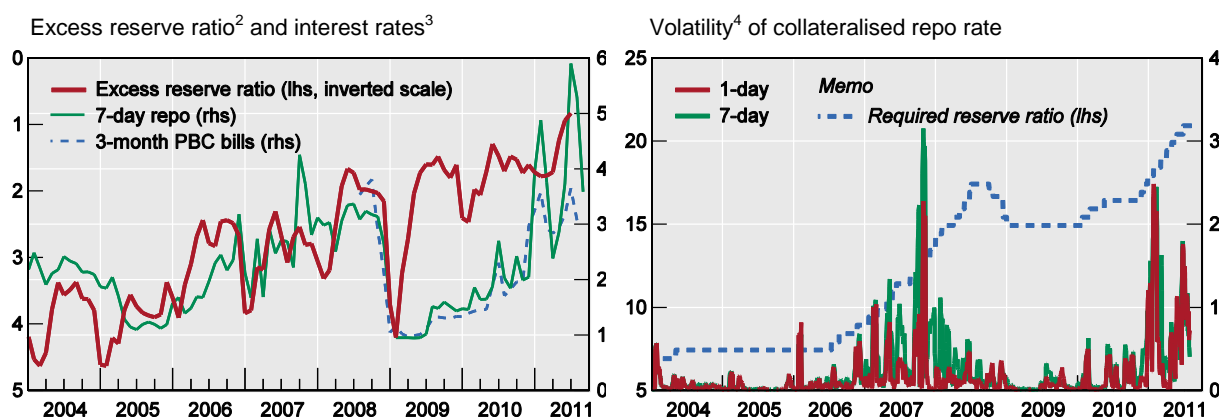 Excess reserve ratio2 and interest rates3
0
1
2
3
4
5
6
5
4
3
2
1
0
Excess reserve ratio (lhs, inverted scale)
7-day repo (rhs)
3-month PBC bills (rhs)
2004 2005 2006 2007 2008 2009 2010 2011
Volatility4 of collateralised repo rate
25
20
15
10
5
4
3
2
1
0
1-day
7-day
Memo
Required reserve ratio (lhs)
2004 2005 2006 2007 2008 2009 2010 2011